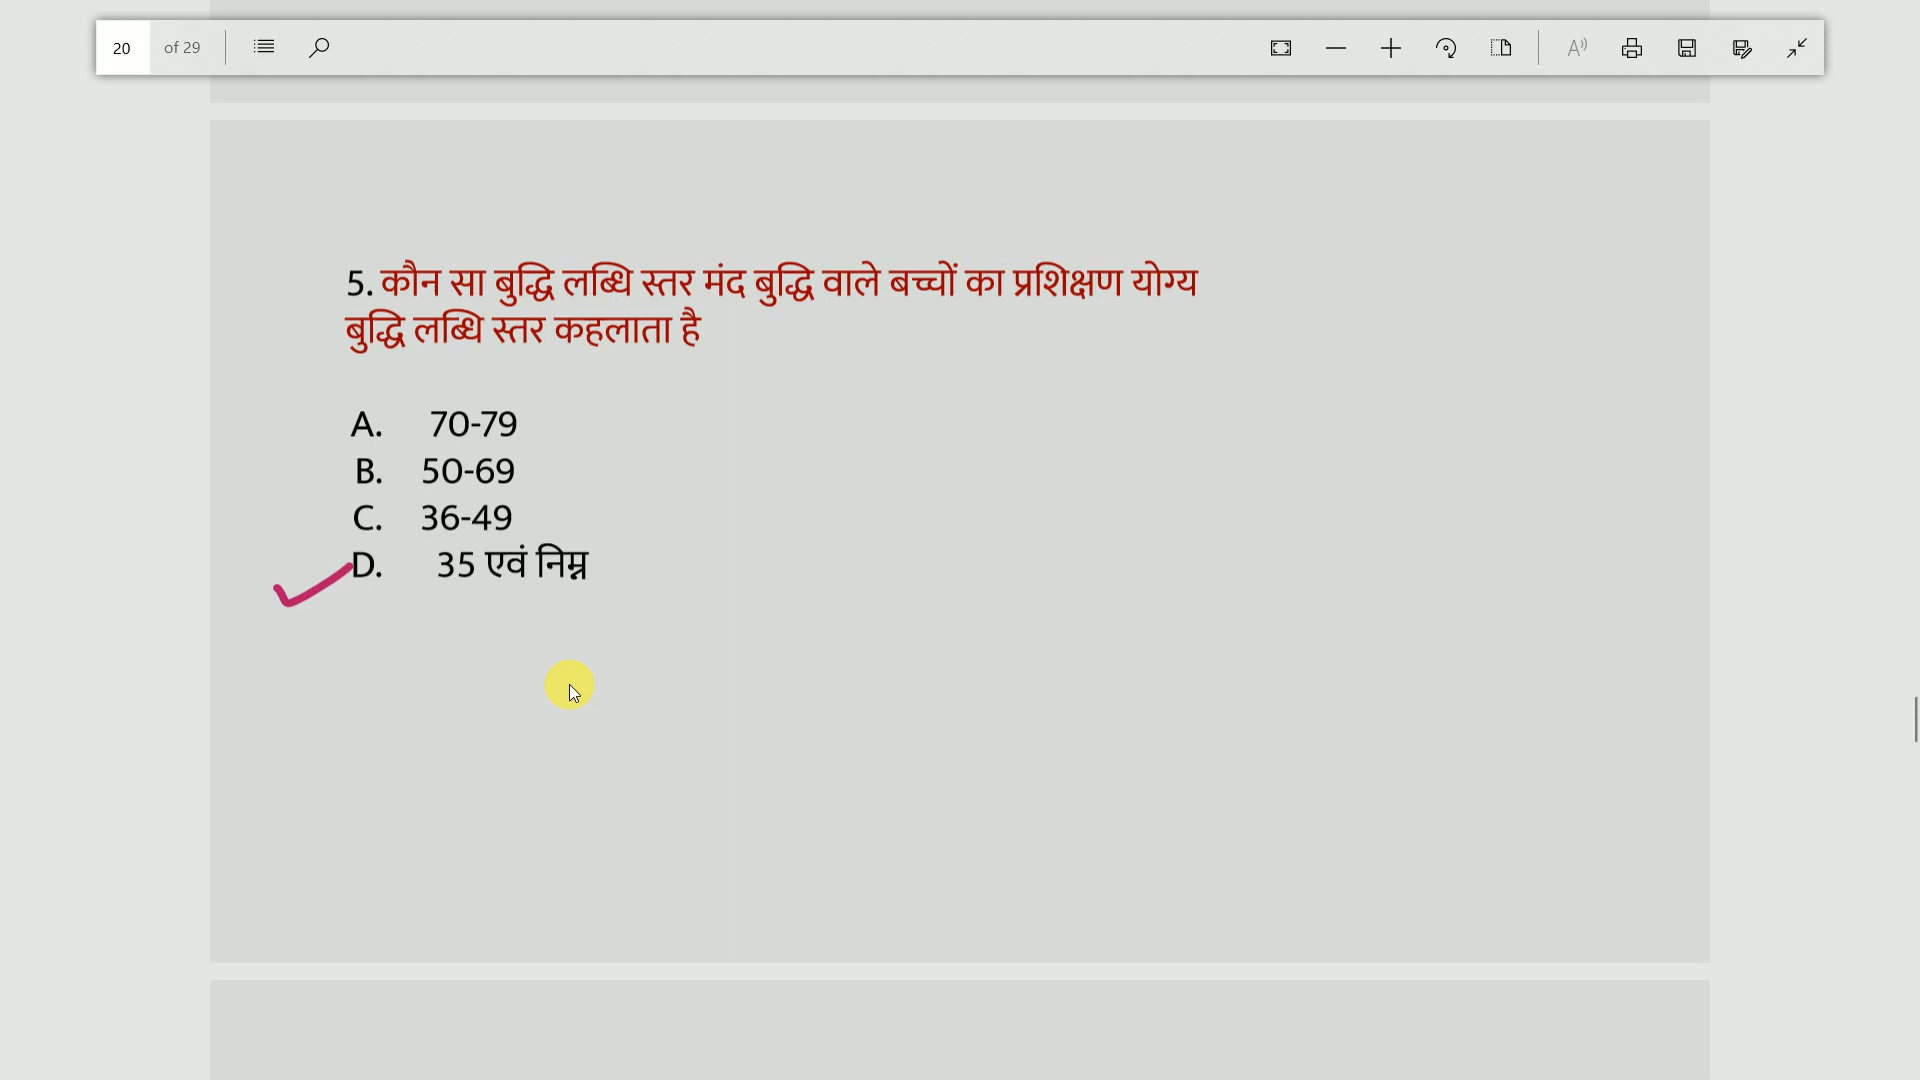 20 of 29
5. कौन सा बुद्धि लब्धि स्तर मंद बुद्धि वाले बच्चों का प्रशिक्षण योग्य
बुद्धि लब्धि स्तर कहलाता है
A. 70-79
B. 50-69
C. 36-49
D. 35 एवं निम्न